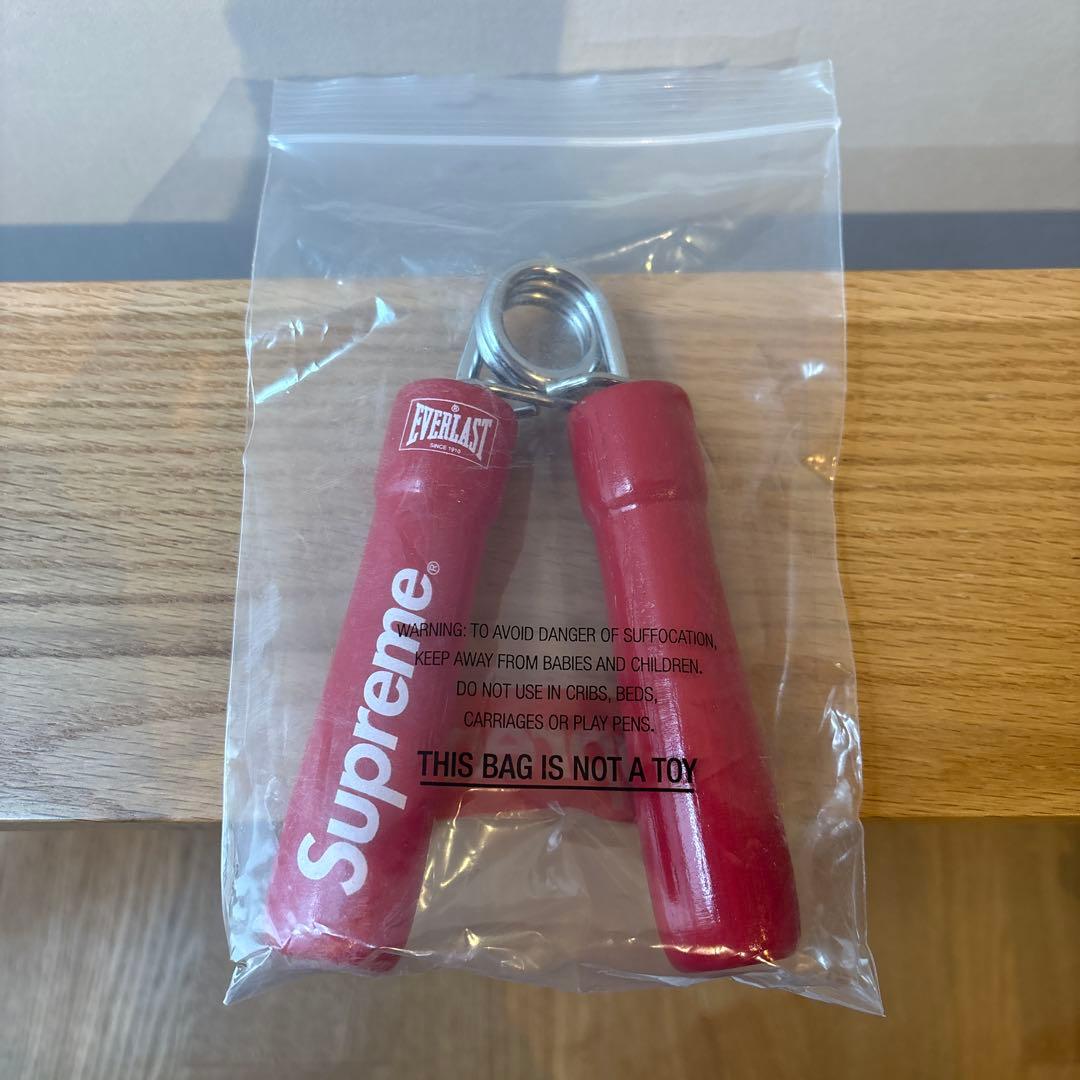 EVERLAST®
SINCE 1910
Supreme®
WARNING: TO AVOID DANGER OF SUFFOCATION,
KEEP AWAY FROM BABIES AND CHILDREN.
DO NOT USE IN CRIBS, BEDS,
CARRIAGES OR PLAY PENS.
THIS BAG IS NOT A TOY